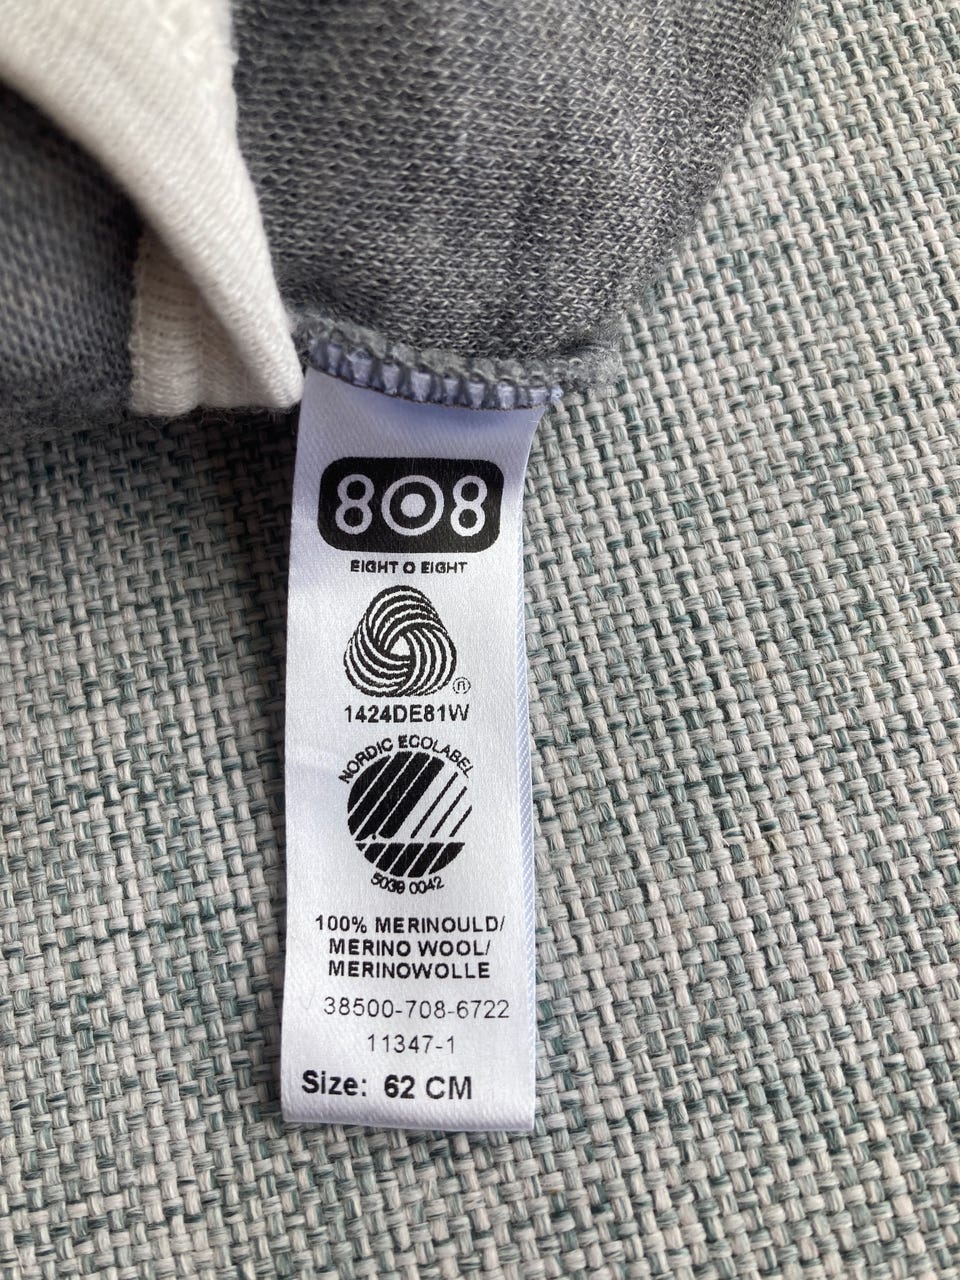 808
EIGHT O EIGHT
®
1424DE81W
NORDIC ECOLABEL
5039 0042
100% MERINOULD/
MERINO WOOL/
MERINOWOLLE
38500-708-6722
11347-1
Size: 62 CM